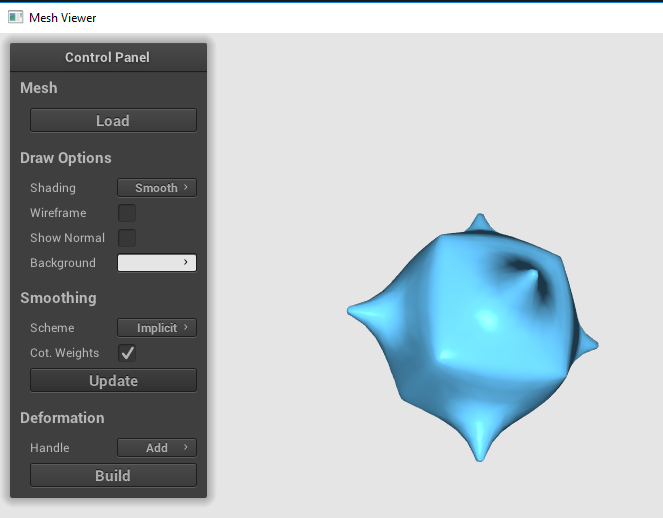 Mesh Viewer
Control Panel
Mesh
Load
Draw Options
Shading Smooth
Wireframe
Show Normal
Background
Smoothing
Scheme Implicit
Cot. Weights
Update
Deformation
Handle Add
Build